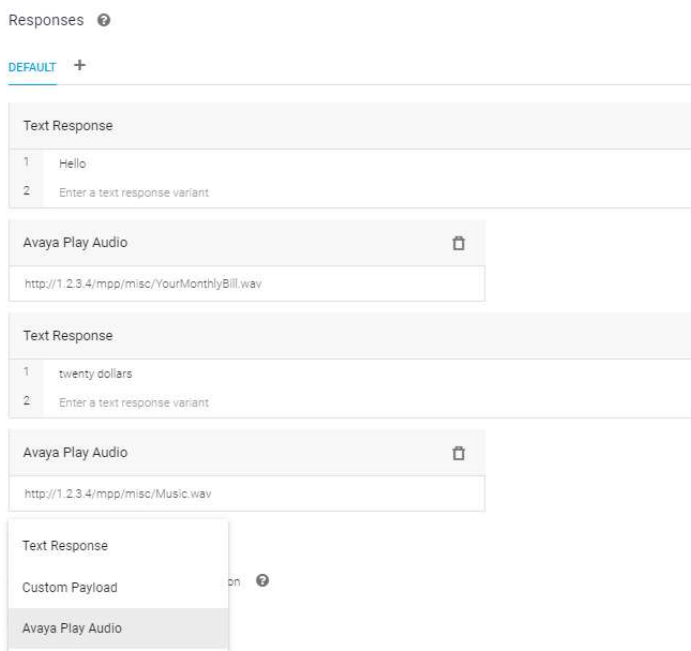 Responses
DEFAULT +
Text Response
1 Hello
2 Enter a text response variant
Avaya Play Audio
http://1.2.3.4/mpp/misc/YourMonthlyBill.wav
Text Response
1 twenty dollars
2 Enter a text response variant
Avaya Play Audio
http://1.2.3.4/mpp/misc/Music.wav
Text Response
on
Custom Payload
Avaya Play Audio